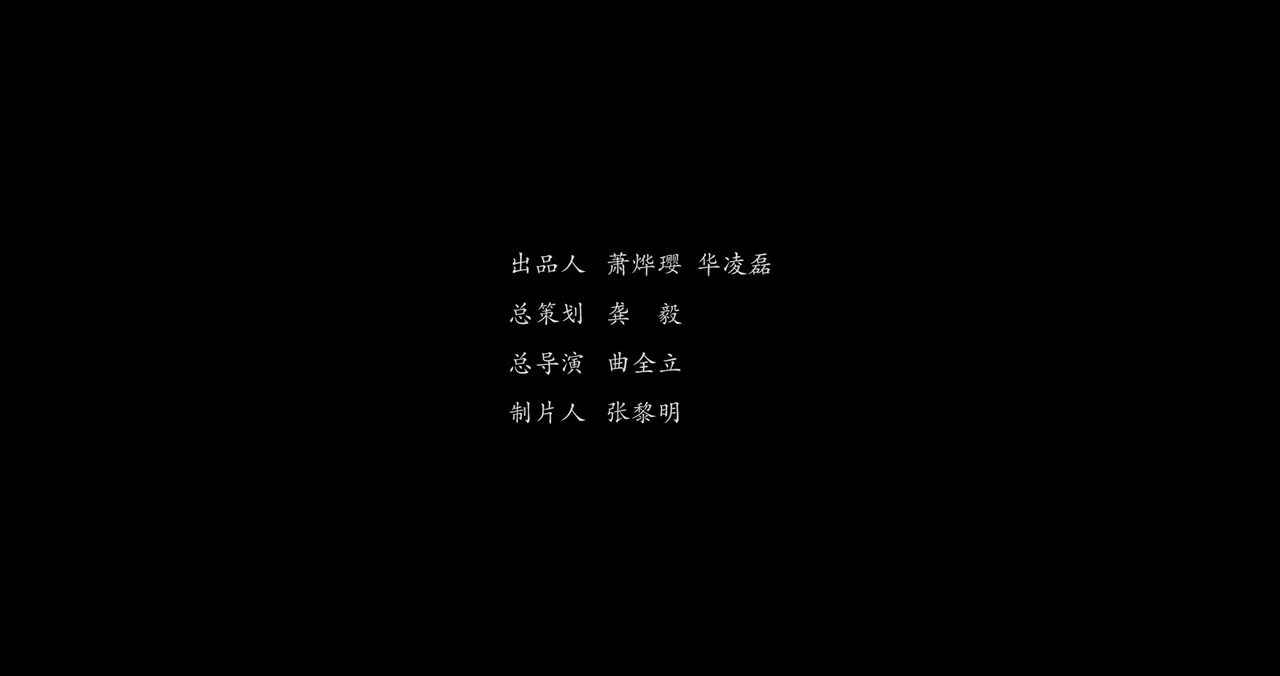 出品人 萧烨璎 华凌磊
总策划 龚 毅
总导演 曲全立
制片人 张黎明